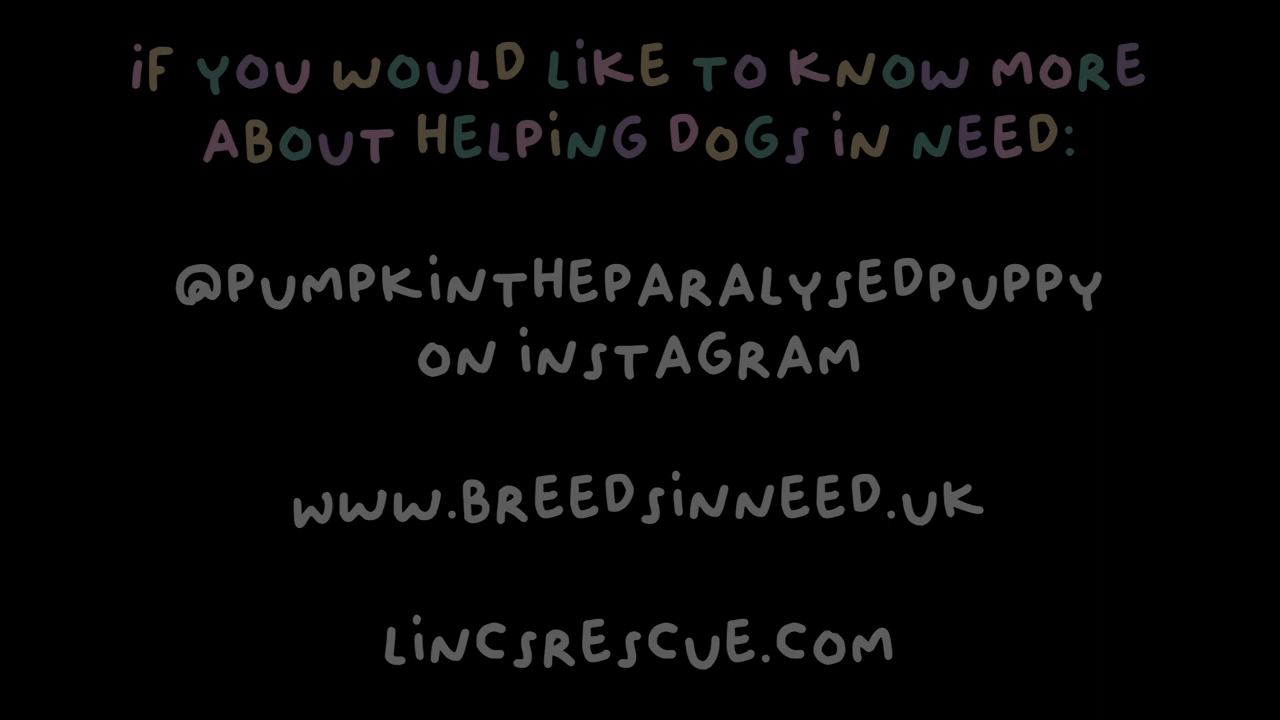 iF YOU WOULD LiKE TO KNOW MORE
ABOUT HELPiNG DOGS iN NEED:
@PUMPKiNTHEPARALYSEDPUPPY
ON iNSTAGRAM
WWW.BREEDSiNNEED.UK
LiNCSRESCUE.COM